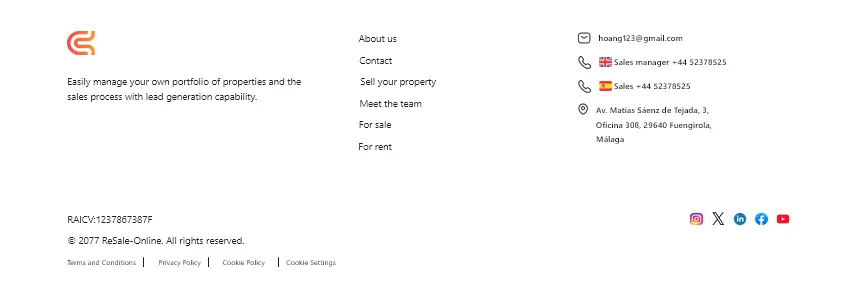 Easily manage your own portfolio of properties and the
sales process with lead generation capability.
About us
Contact
Sell your property
Meet the team
For sale
For rent
hoang123@gmail.com
Sales manager +44 52378525
Sales +44 52378525
Av. Matías Sáenz de Tejada, 3,
Oficina 308, 29640 Fuengirola,
Málaga
RAICV:1237867387F
© 2077 ReSale-Online. All rights reserved.
Terms and Conditions | Privacy Policy | Cookie Policy | Cookie Settings